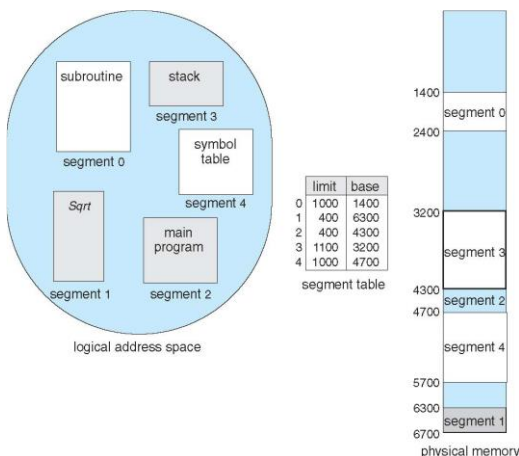 subroutine
stack
segment 3
segment 0
symbol
table
segment 4
Sqrt
main
program
segment 1
segment 2
logical address space
limit base
0 1000 1400
1 400 6300
2 400 4300
3 1100 3200
4 1000 4700
segment table
1400
segment 0
2400
3200
segment 3
4300
segment 2
4700
segment 4
5700
6300
segment 1
6700
physical memory